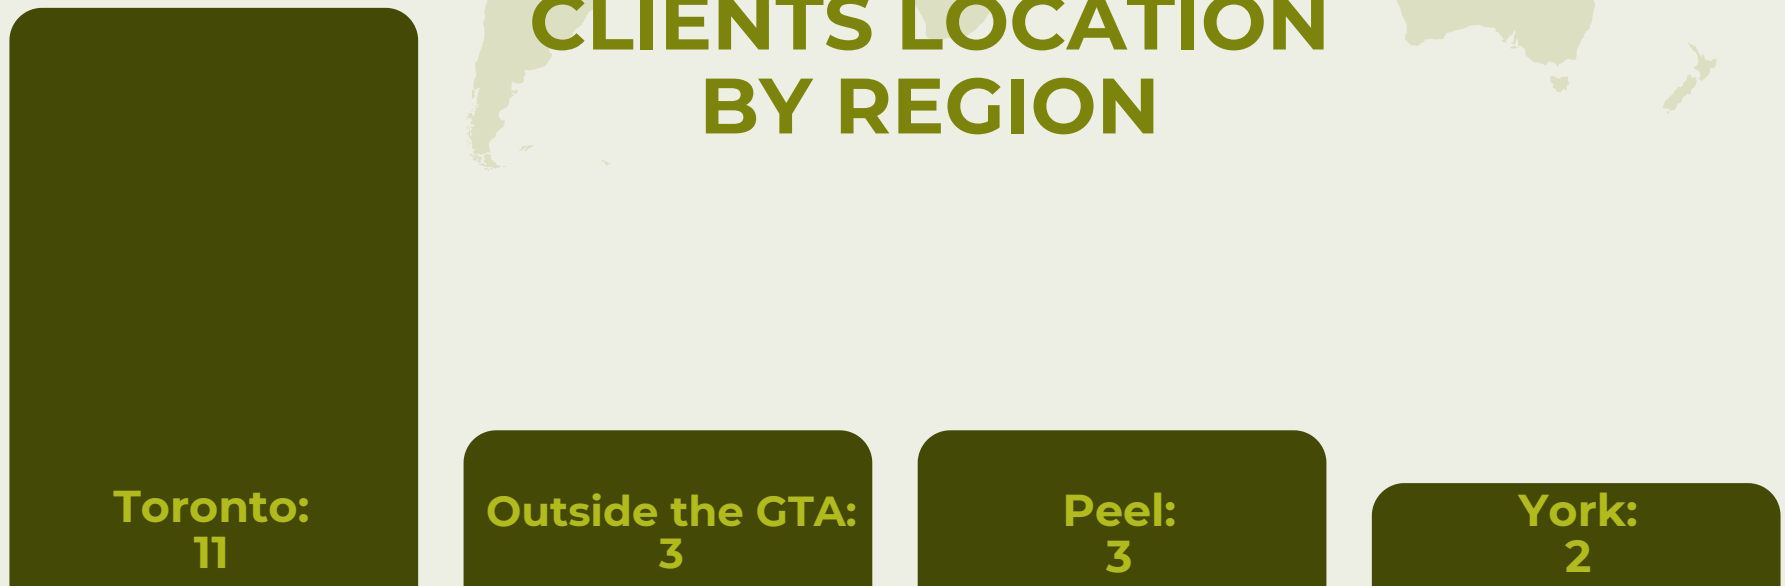 CLIENTS LOCATION
BY REGION
Toronto:
11
Outside the GTA:
3
Peel:
3
York:
2